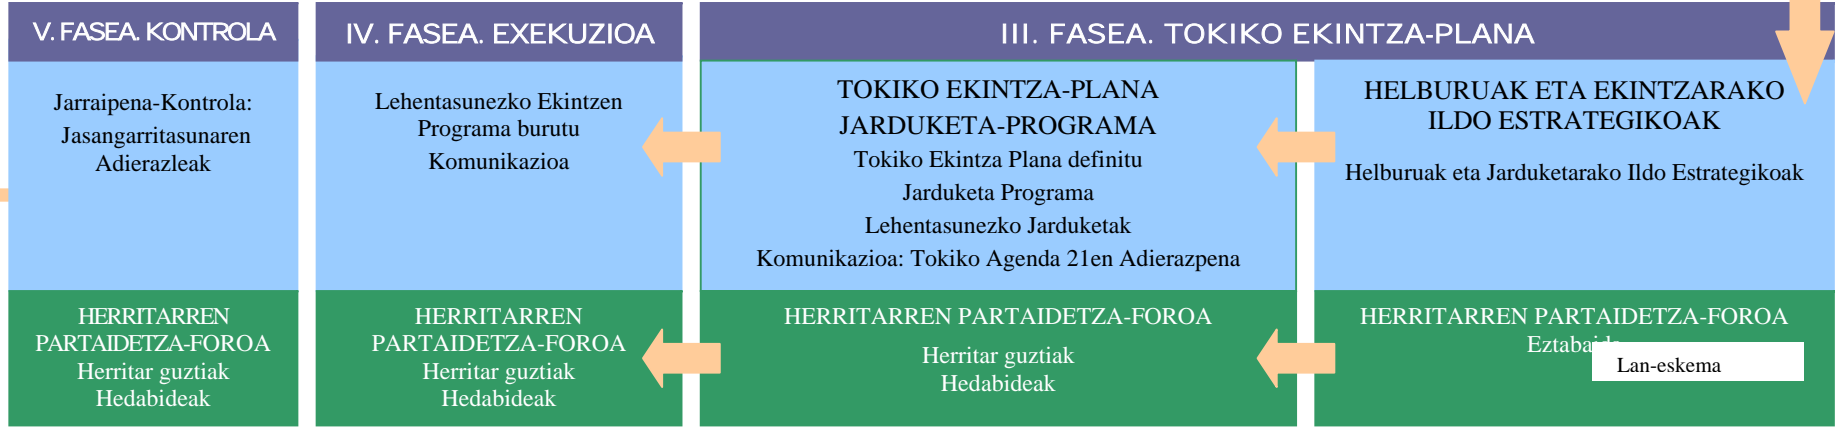 V. FASEA. KONTROLA
Jarraipena-Kontrola:
Jasangarritasunaren
Adierazleak
HERRITARREN
PARTAIDETZA-FOROA
Herritar guztiak
Hedabideak
IV. FASEA. EXEKUZIOA
Lehentasunezko Ekintzen
Programa burutu
Komunikazioa
HERRITARREN
PARTAIDETZA-FOROA
Herritar guztiak
Hedabideak
III. FASEA. TOKIKO EKINTZA-PLANA
TOKIKO EKINTZA-PLANA
JARDUKETA-PROGRAMA
Tokiko Ekintza Plana definitu
Jarduketa Programa
Lehentasunezko Jarduketak
Komunikazioa: Tokiko Agenda 21en Adierazpena
HERRITARREN PARTAIDETZA-FOROA
Herritar guztiak
Hedabideak
HELBURUAK ETA EKINTZARAKO
ILDO ESTRATEGIKOAK
Helburuak eta Jarduketarako Ildo Estrategikoak
HERRITARREN PARTAIDETZA-FOROA
Lan-eskema